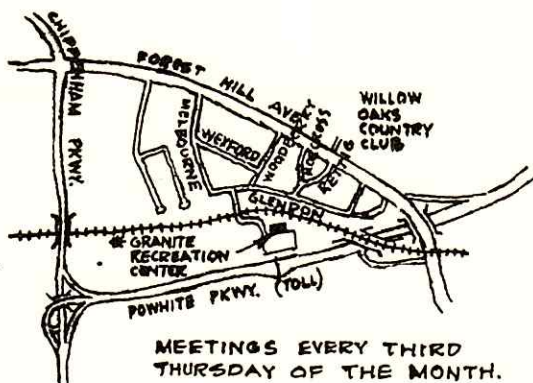 CHIPPENHAM PKWY.
FOREST HILL AVE
MELBOURNE
WEYFORD
WOODBURY
GLENDON
WILLOW
OAKS
COUNTRY
CLUB
GRANITE
RECREATION
CENTER
POWHITE PKWY. (TOLL)
MEETINGS EVERY THIRD
THURSDAY OF THE MONTH.